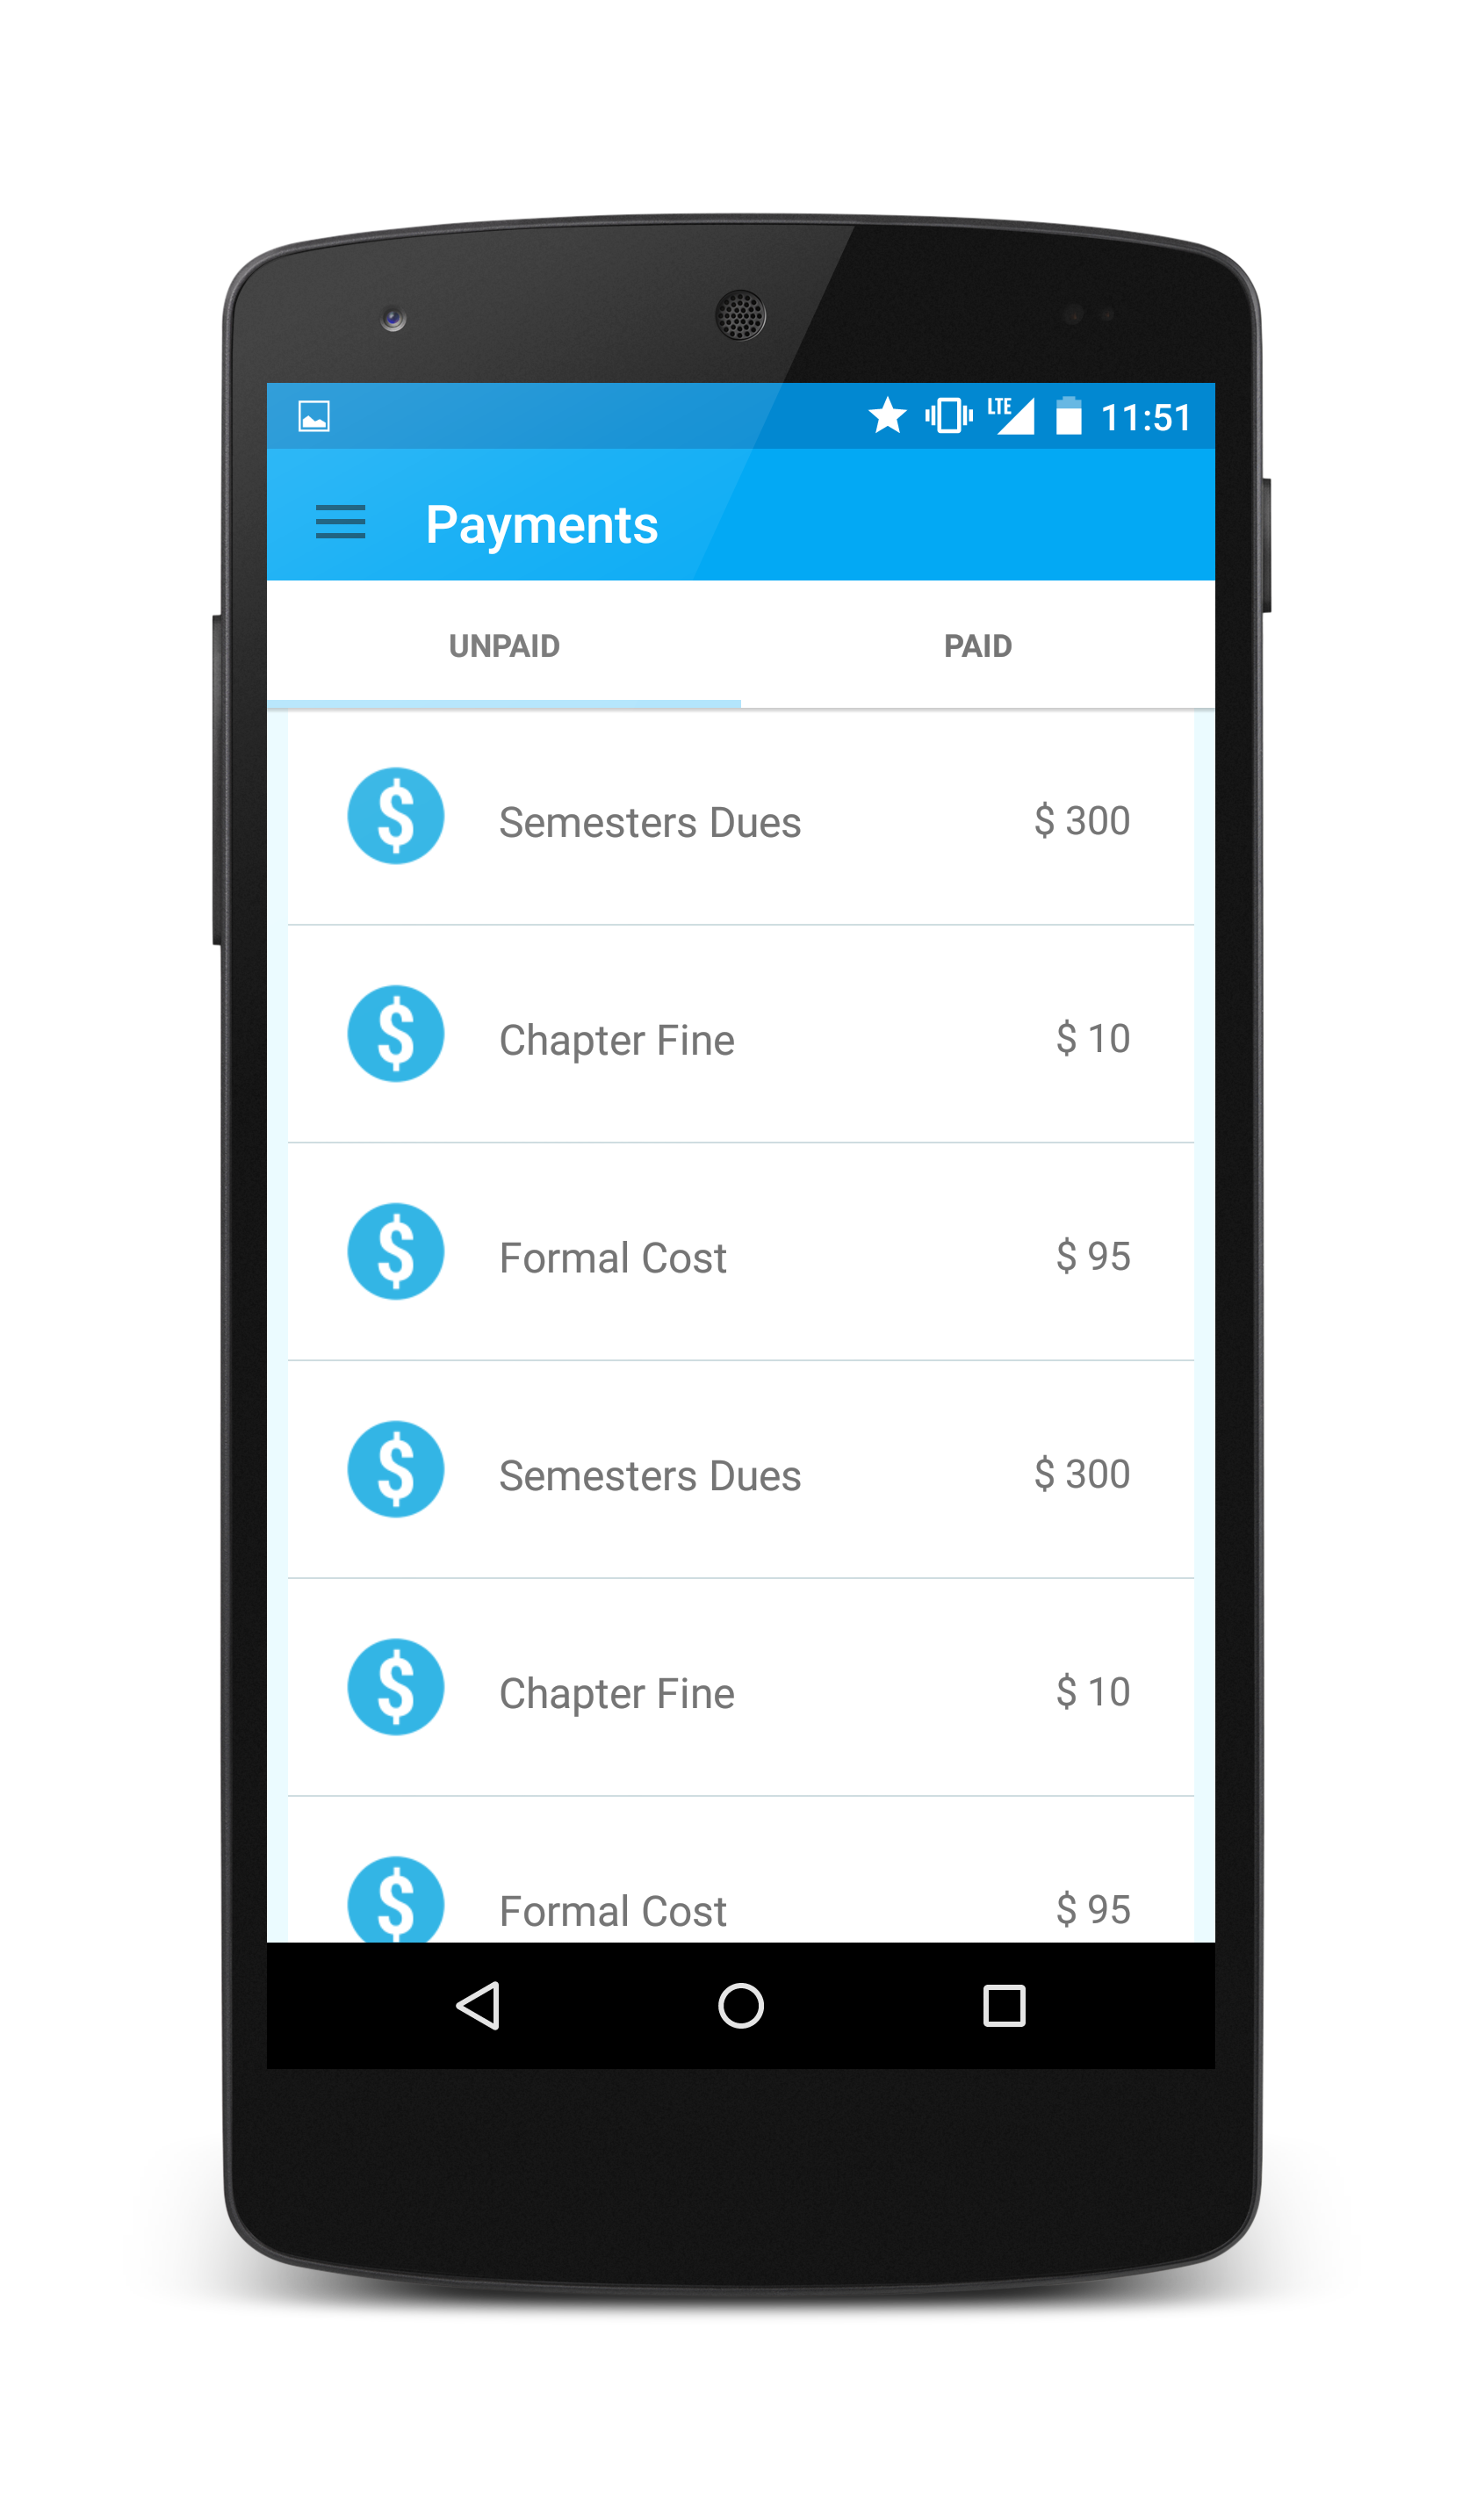 LTE 11:51
Payments
UNPAID PAID
Semesters Dues $ 300
Chapter Fine $ 10
Formal Cost $ 95
Semesters Dues $ 300
Chapter Fine $ 10
Formal Cost $ 95